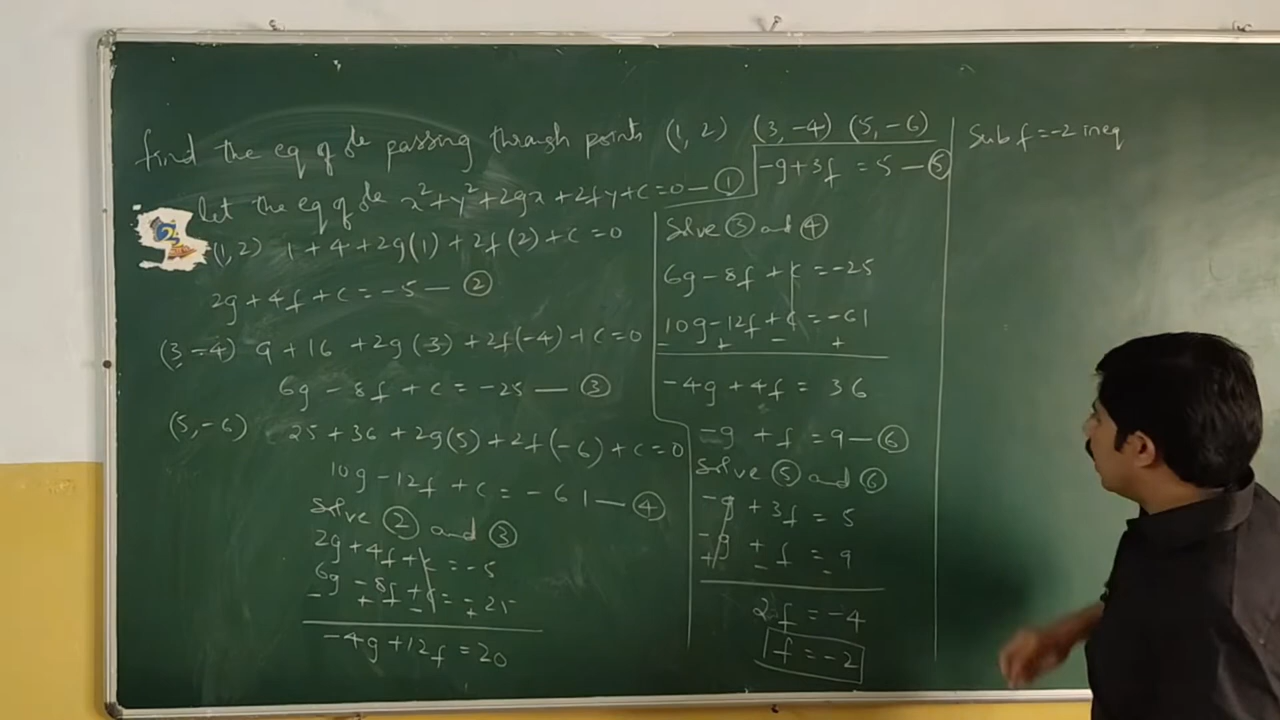 find the eq of cle passing through points (1, 2) (3, -4) (5, -6)
let the eq of cle x²+y²+2gx+2fy+c=0 — ①
(1,2) 1+4+2g(1)+2f(2)+c=0
2g+4f+c=-5 — ②
(3 -4) 9+16 +2g(3)+2f(-4)+c=0
6g-8f+c=-25 — ③
(5,-6) 25+36+2g(5)+2f(-6)+c=0
10g-12f+c=-61 — ④
Solve ② and ③
2g+4f+c=-5
6g-8f+c=-25
- + - +
-4g+12f=20
-g+3f=5 — ⑤
Solve ③ and ④
6g-8f+c=-25
10g-12f+c=-61
- + - +
-4g+4f=36
-g+f=9 — ⑥
Solve ⑤ and ⑥
-g+3f=5
-g+f=9
+ - -
2f=-4
f=-2
Sub f=-2 in eq